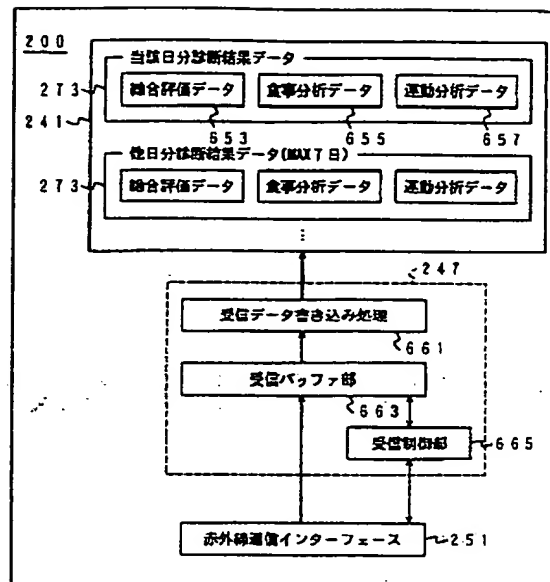 200
当該日分診断結果データ
273
総合評価データ 食事分析データ 運動分析データ
241
653 655 657
他日分診断結果データ(MAX7日)
273
総合評価データ 食事分析データ 運動分析データ
⋮
247
受信データ書き込み処理
661
受信バッファ部
663
受信制御部
665
赤外線通信インターフェース
251